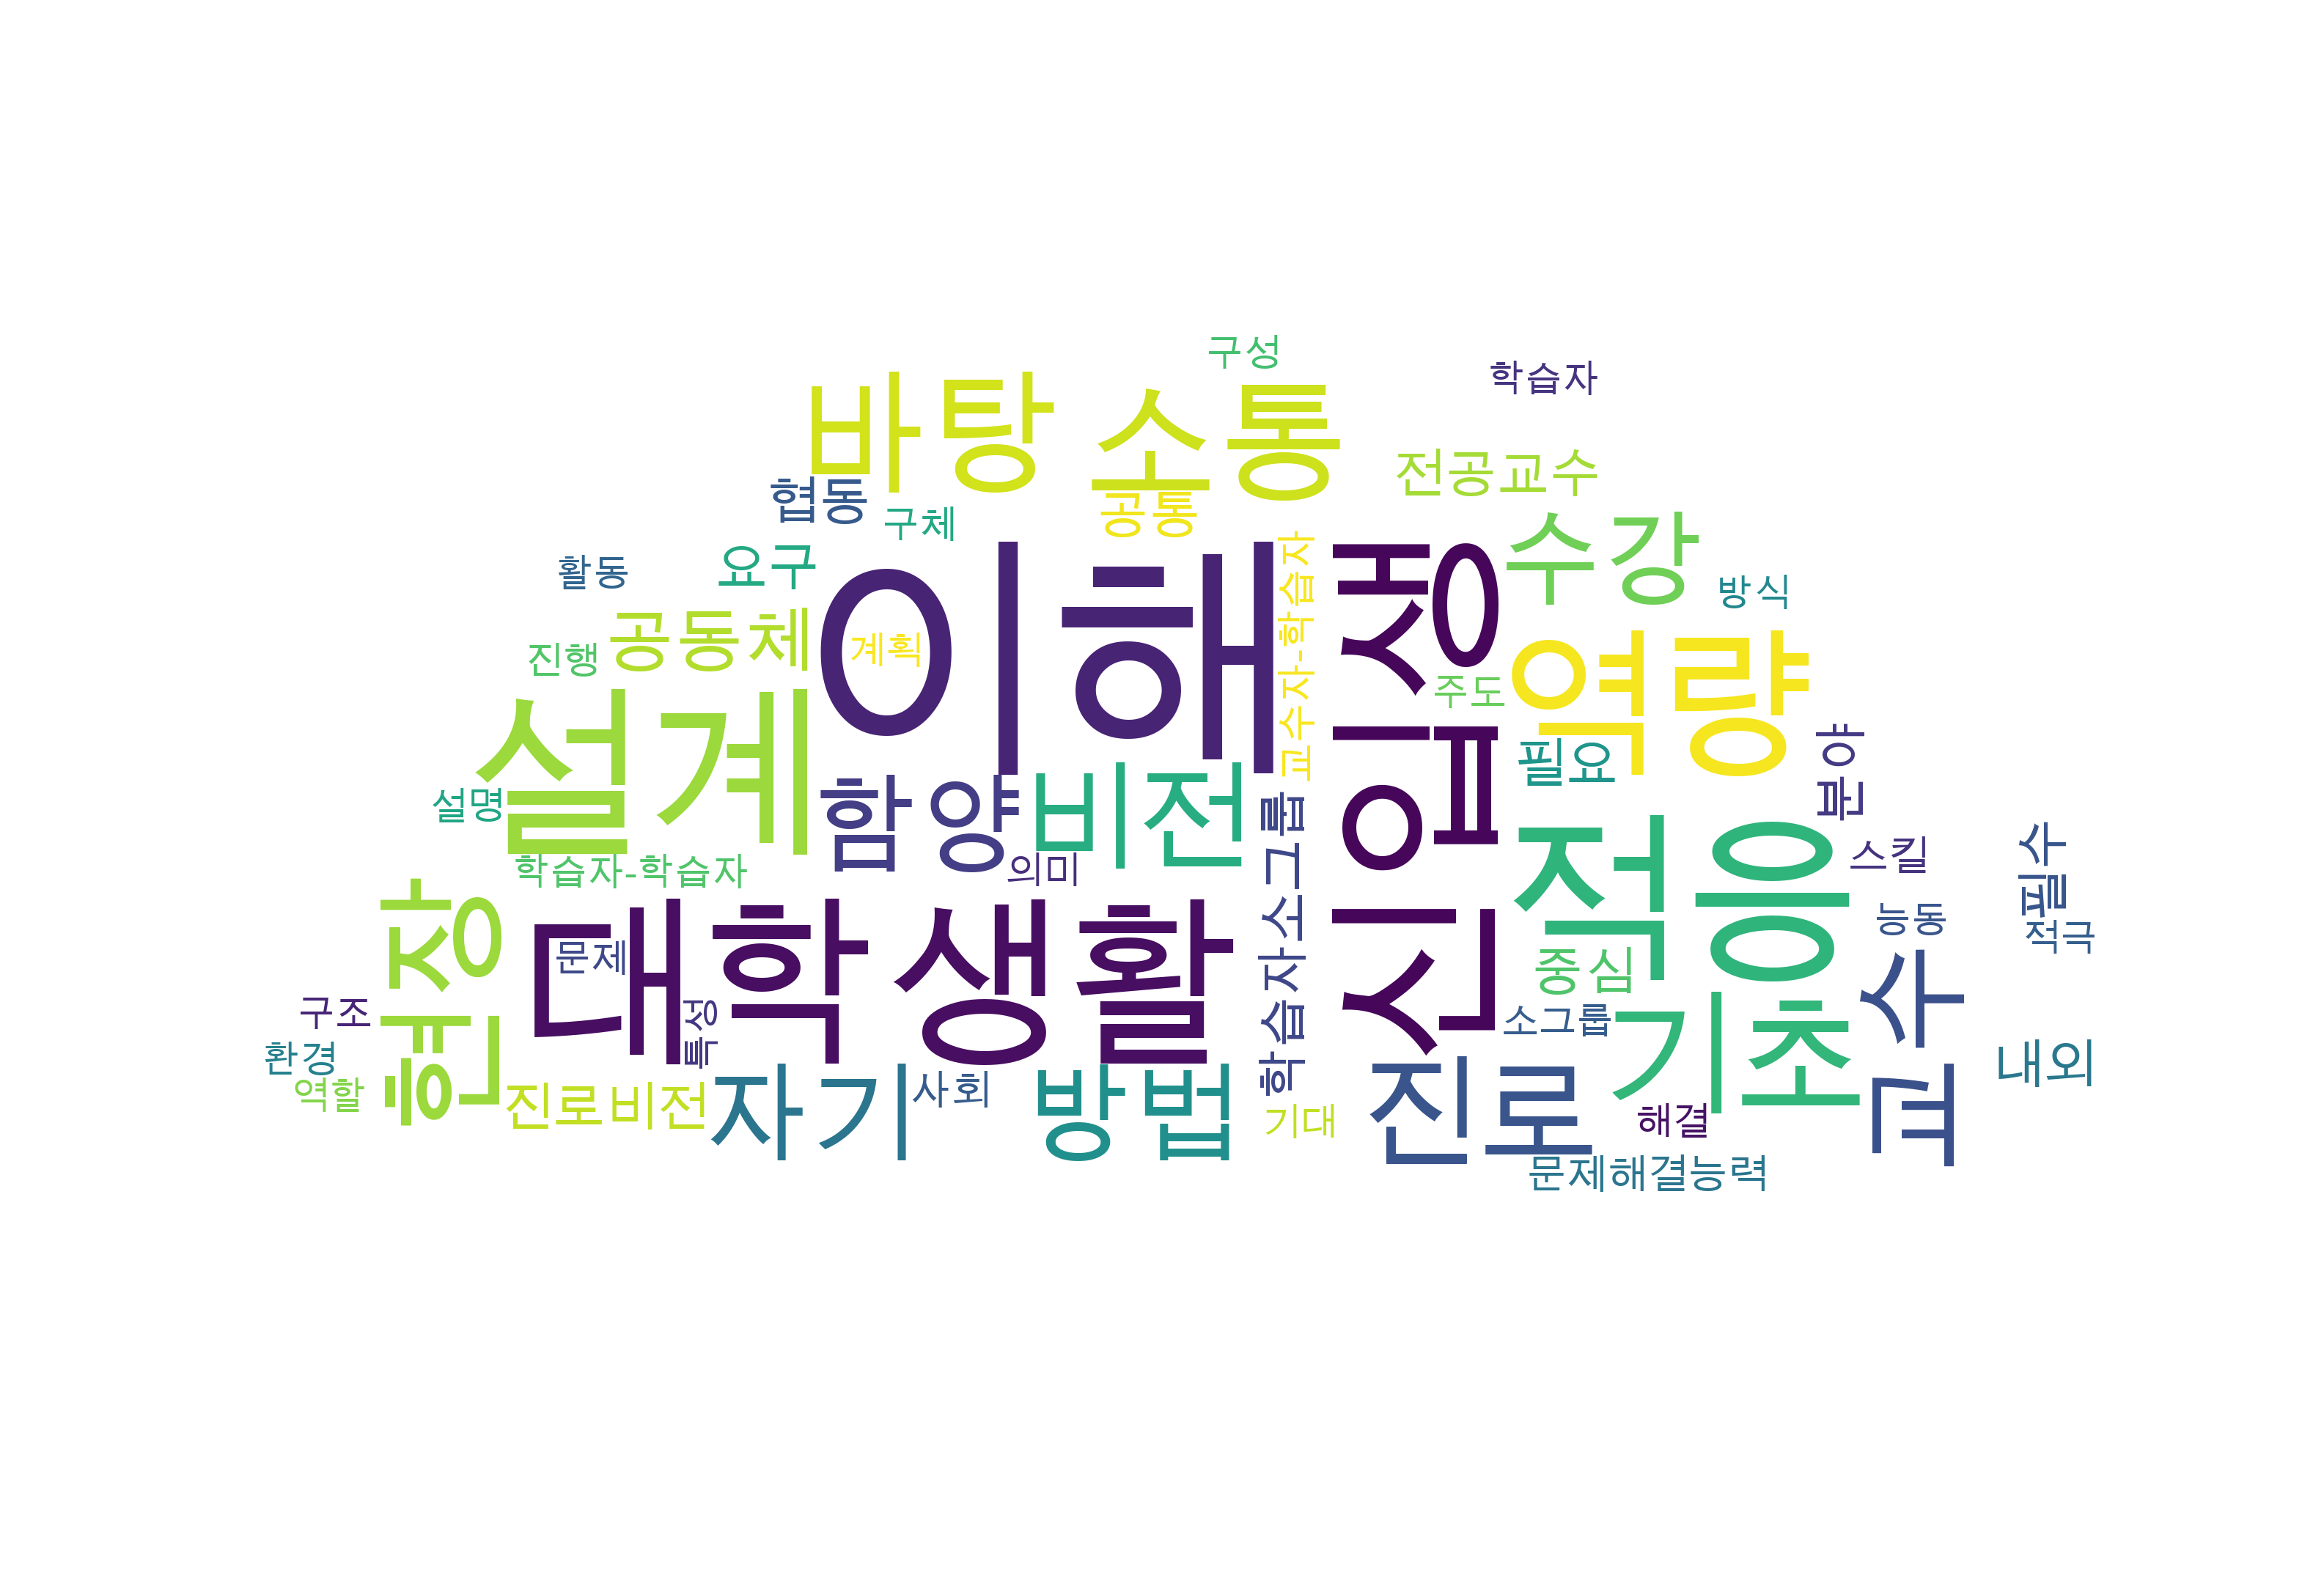 구성
학습자
바탕
소통
전공교수
협동
구체
공통
수강
활동
요구
방식
이해
교수자-학습자
신입생
진행
공동체
계획
주도
역량
설계
필요
분야
설명
함양
비전
의미
학습자소그룹
적응
스킬
필수
학습자-학습자
능동
적극
현장
대학생활
문제
중심
교수
구조
특성
소그룹
기초
환경
내외
역할
진로비전
자기
사회
방법
기대
진로
해결
문제해결능력